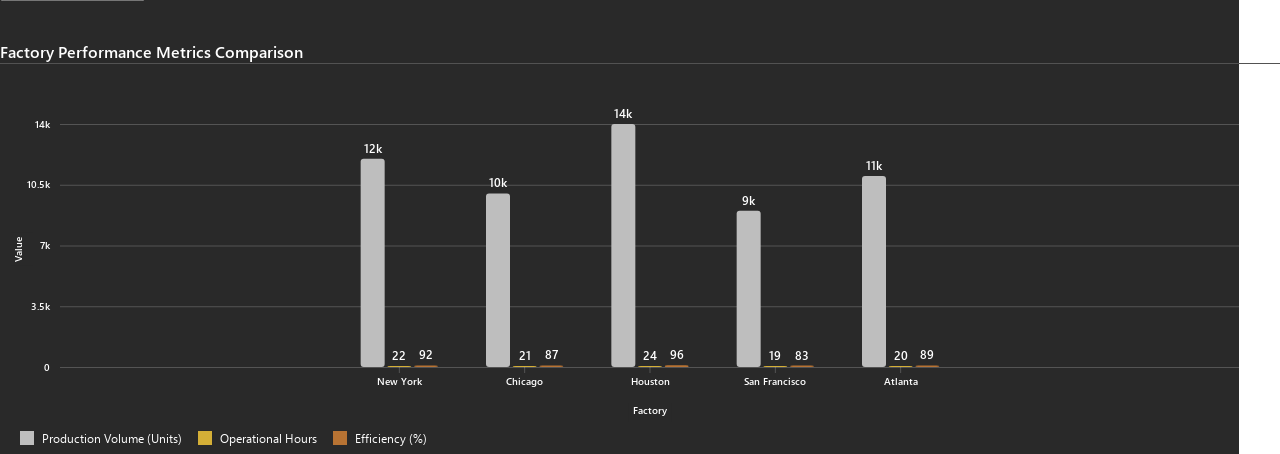 Factory Performance Metrics Comparison
14k
10.5k
7k
3.5k
0
Value
12k
22
92
10k
21
87
14k
24
96
9k
19
83
11k
20
89
New York
Chicago
Houston
San Francisco
Atlanta
Factory
Production Volume (Units)
Operational Hours
Efficiency (%)